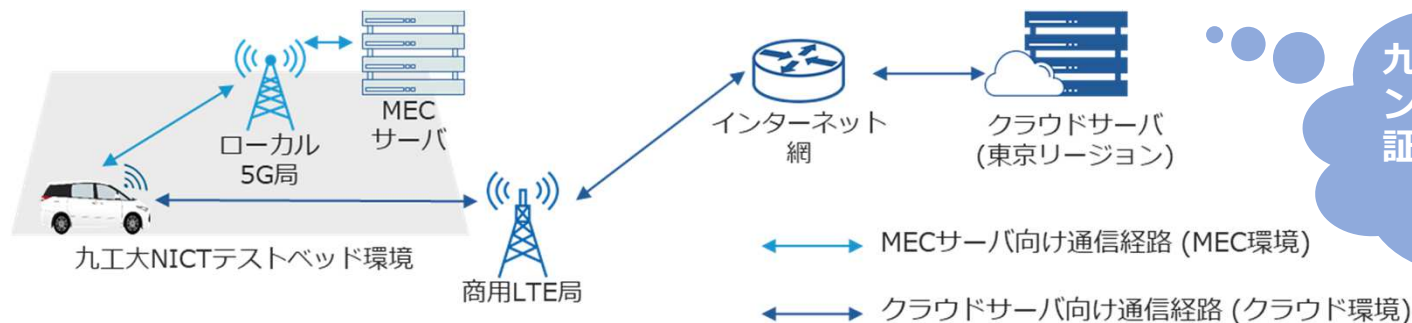 MEC
サーバ
ローカル
5G局
九工大NICTテストベッド環境
商用LTE局
インターネット
網
クラウドサーバ
(東京リージョン)
MECサーバ向け通信経路 (MEC環境)
クラウドサーバ向け通信経路 (クラウド環境)
九
ン
証